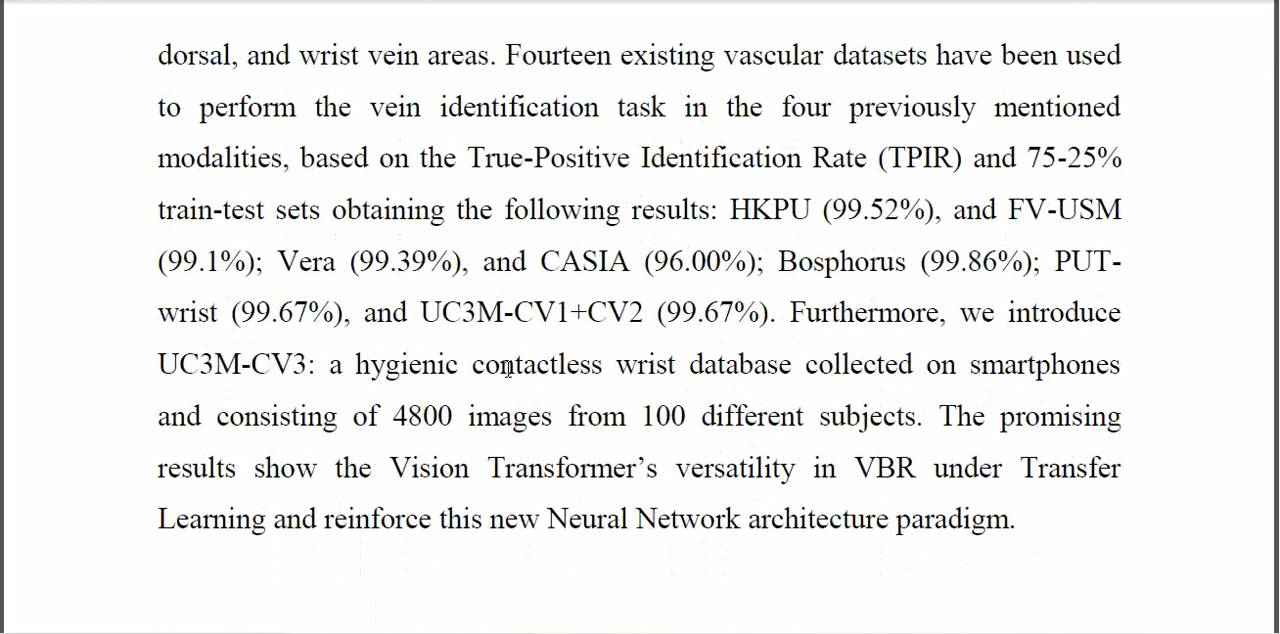 dorsal, and wrist vein areas. Fourteen existing vascular datasets have been used
to perform the vein identification task in the four previously mentioned
modalities, based on the True-Positive Identification Rate (TPIR) and 75-25%
train-test sets obtaining the following results: HKPU (99.52%), and FV-USM
(99.1%); Vera (99.39%), and CASIA (96.00%); Bosphorus (99.86%); PUT-
wrist (99.67%), and UC3M-CV1+CV2 (99.67%). Furthermore, we introduce
UC3M-CV3: a hygienic contactless wrist database collected on smartphones
and consisting of 4800 images from 100 different subjects. The promising
results show the Vision Transformer’s versatility in VBR under Transfer
Learning and reinforce this new Neural Network architecture paradigm.